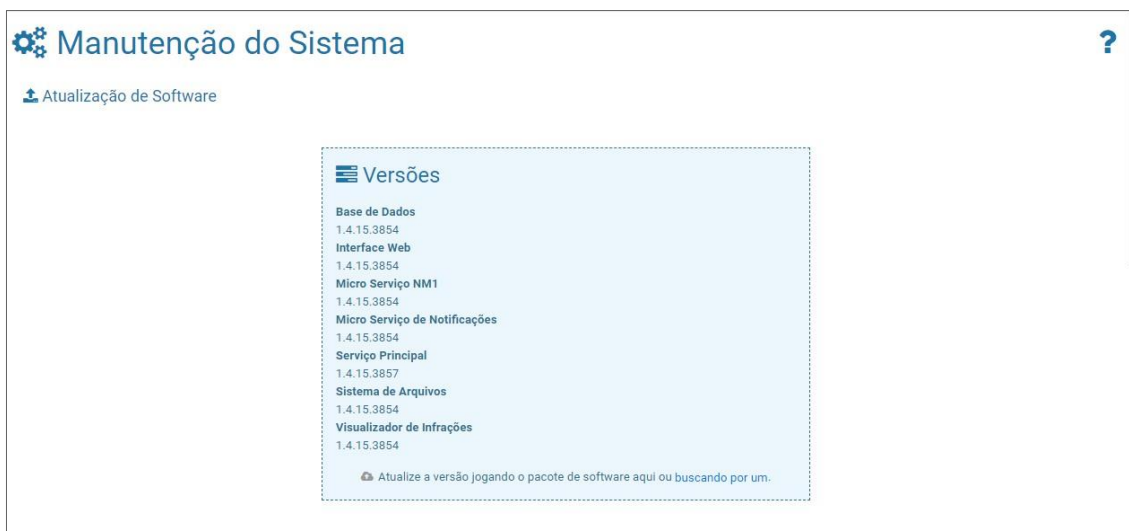 Manutenção do Sistema
?
Atualização de Software
Versões
Base de Dados
1.4.15.3854
Interface Web
1.4.15.3854
Micro Serviço NM1
1.4.15.3854
Micro Serviço de Notificações
1.4.15.3854
Serviço Principal
1.4.15.3857
Sistema de Arquivos
1.4.15.3854
Visualizador de Infrações
1.4.15.3854
Atualize a versão jogando o pacote de software aqui ou buscando por um.